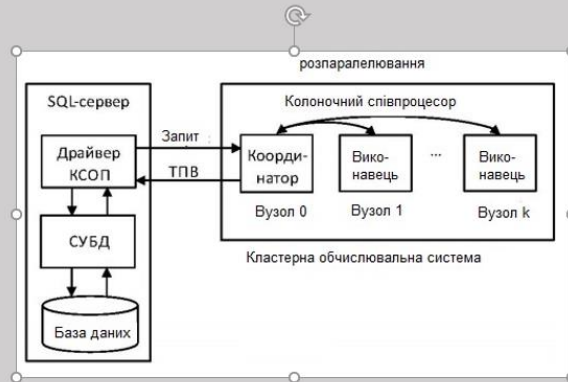 розпаралелювання
SQL-сервер
Колоночний співпроцесор
Запит
Драйвер
КСОП
ТПВ
Коорди-
натор
Вико-
навець
...
Вико-
навець
Вузол 0
Вузол 1
Вузол k
СУБД
Кластерна обчислювальна система
База даних